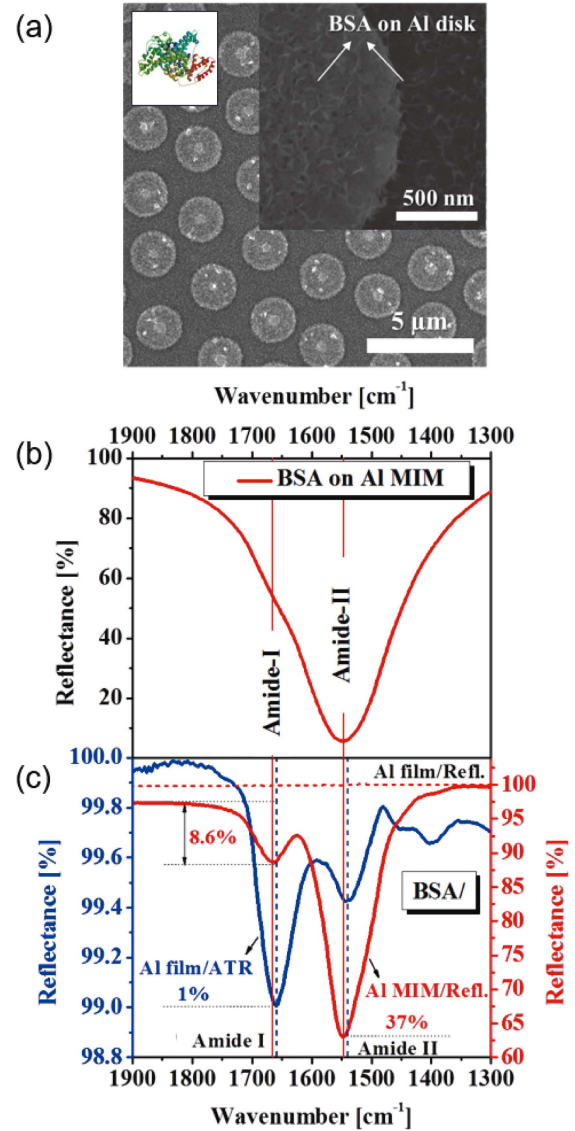 (a)
BSA on Al disk
500 nm
5 μm
Wavenumber [cm⁻¹]
1900 1800 1700 1600 1500 1400 1300
(b)
100
80
60
40
20
Reflectance [%]
BSA on Al MIM
Amide-I
Amide-II
(c)
100.0
99.8
99.6
99.4
99.2
99.0
98.8
Reflectance [%]
Al film/Refl.
8.6%
BSA/
Al film/ATR
1%
Al MIM/Refl.
37%
Amide I
Amide II
100
95
90
85
80
75
70
65
60
Reflectance [%]
1900 1800 1700 1600 1500 1400 1300
Wavenumber [cm⁻¹]